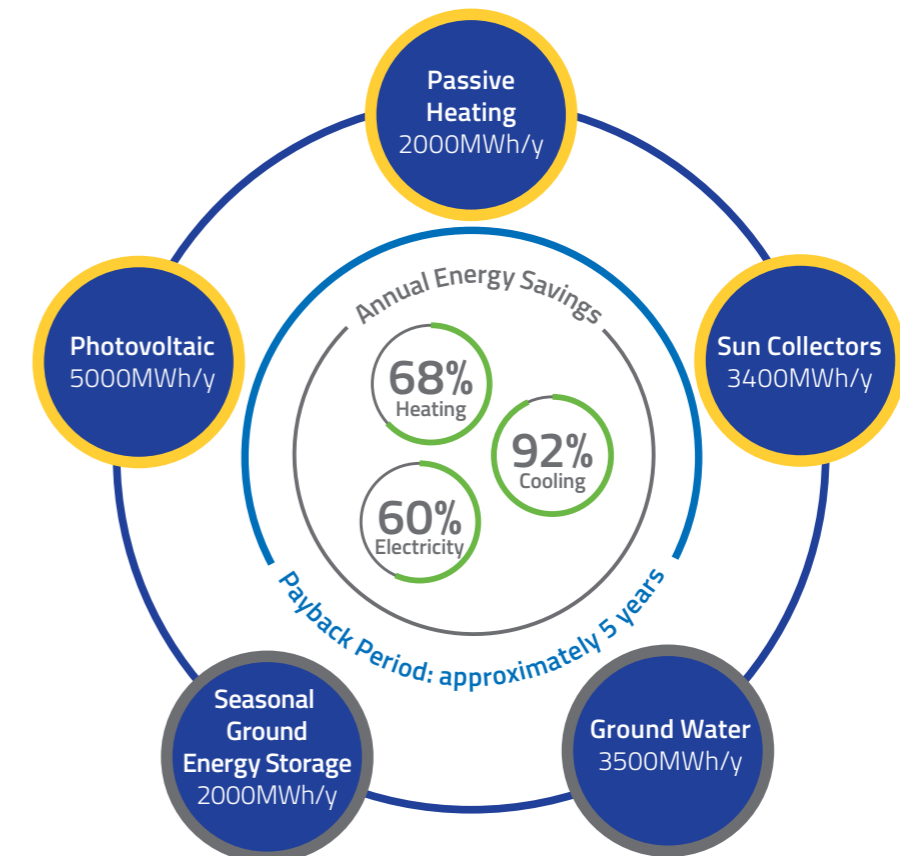 Passive
Heating
2000MWh/y
Photovoltaic
5000MWh/y
Sun Collectors
3400MWh/y
Annual Energy Savings
68%
Heating
92%
Cooling
60%
Electricity
Payback Period: approximately 5 years
Seasonal
Ground
Energy Storage
2000MWh/y
Ground Water
3500MWh/y